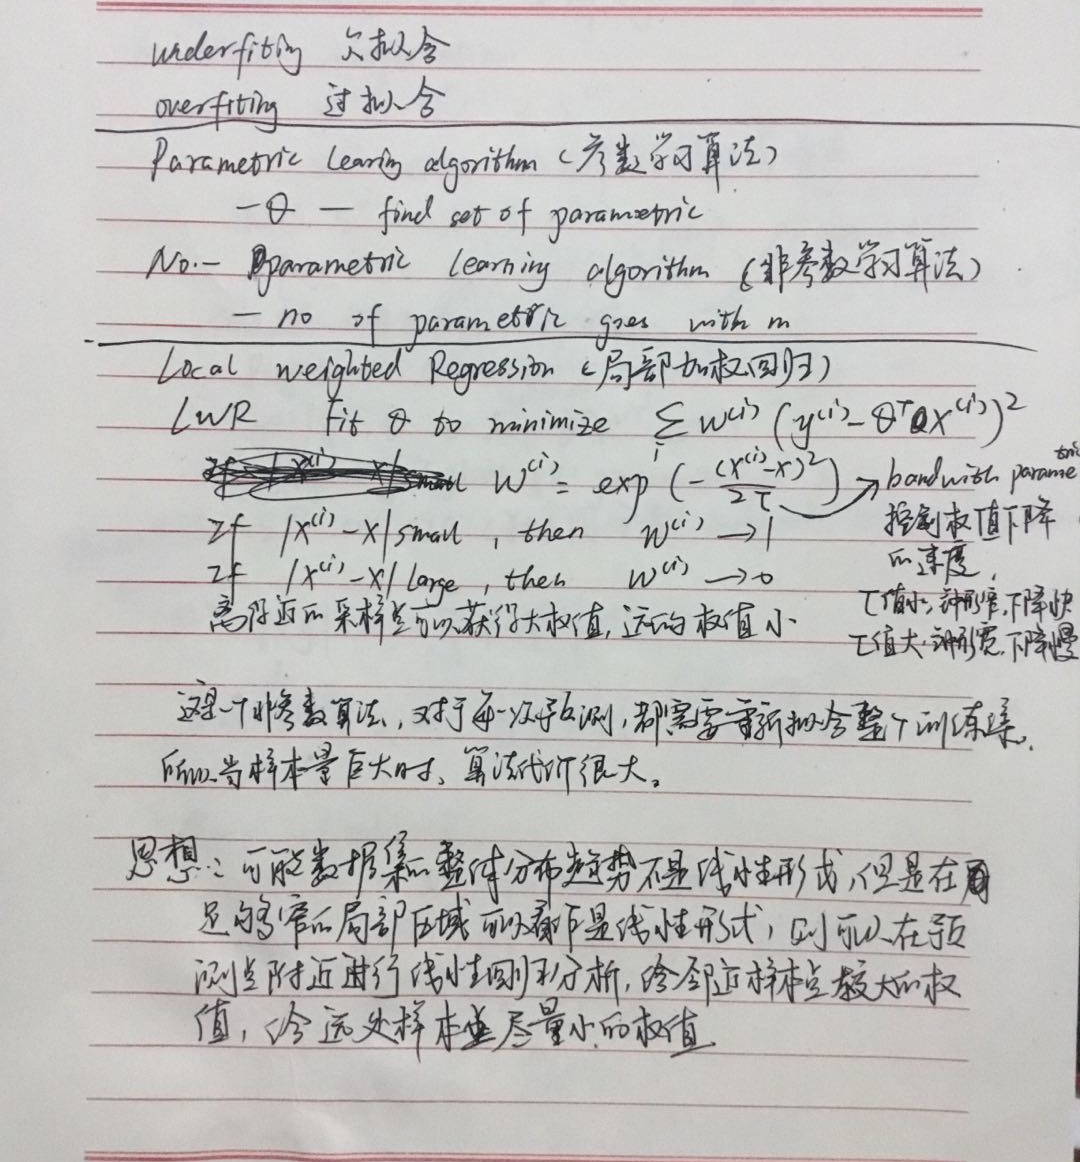 underfiting 欠拟合
overfiting 过拟合
Parametric learing algorithm (参数学习算法)
— θ — find set of parametric
No.— parametric learning algorithm (非参数学习算法)
— no of parametric goes with m
Local weighted Regression (局部加权回归)
LWR Fit θ to minimize Σᵢ w⁽ⁱ⁾ (y⁽ⁱ⁾ − θᵀx⁽ⁱ⁾)²
w⁽ⁱ⁾ = exp (−(x⁽ⁱ⁾−x)²/2τ) → bandwith parametric
控制权值下降
的速度,
τ值小,钟形窄,下降快
τ值大,钟形宽,下降慢
If |x⁽ⁱ⁾−x| small, then w⁽ⁱ⁾ → 1
If |x⁽ⁱ⁾−x| large, then w⁽ⁱ⁾ → 0
离得近的采样点可以获得大权值,远的权值小
这是一个非参数算法,对于每一次预测,都需要重新拟合整个训练集,
所以当样本量巨大时、算法代价很大。
思想:可能数据集的整体分布趋势不是线性形式,但是在
足够窄的局部区域可以看作是线性形式,则可以在预
测点附近进行线性回归分析,给邻近样本点较大的权
值,给远处样本尽量小的权值